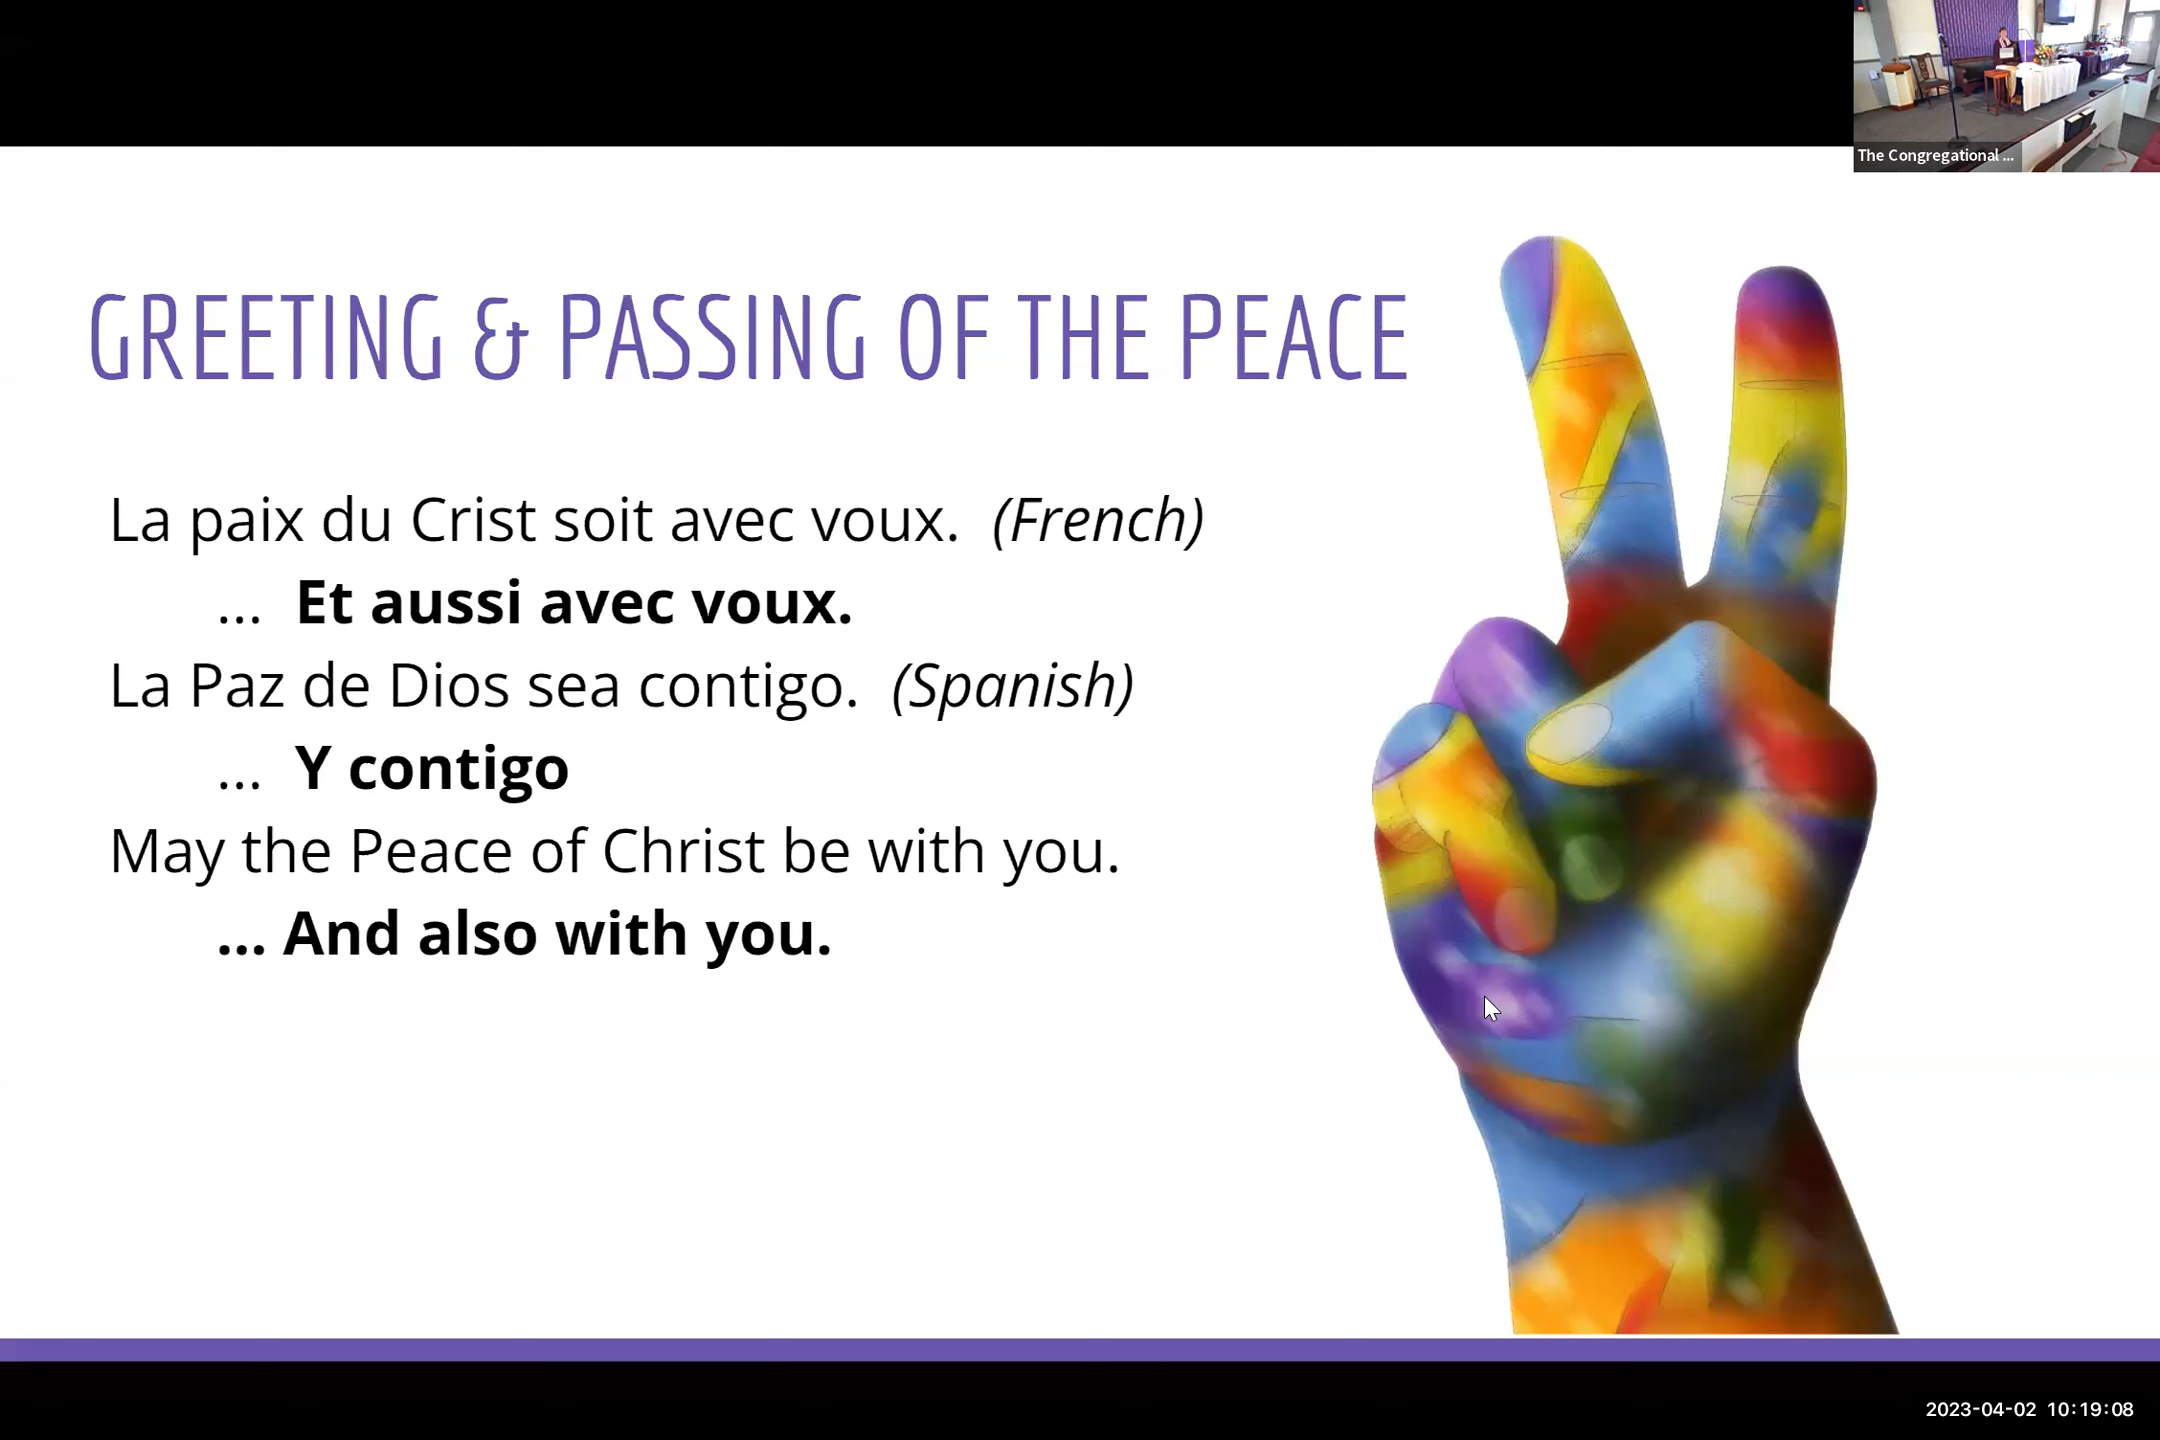 The Congregational ...
GREETING & PASSING OF THE PEACE
La paix du Crist soit avec voux. (French)
... Et aussi avec voux.
La Paz de Dios sea contigo. (Spanish)
... Y contigo
May the Peace of Christ be with you.
... And also with you.
2023-04-02 10:19:08